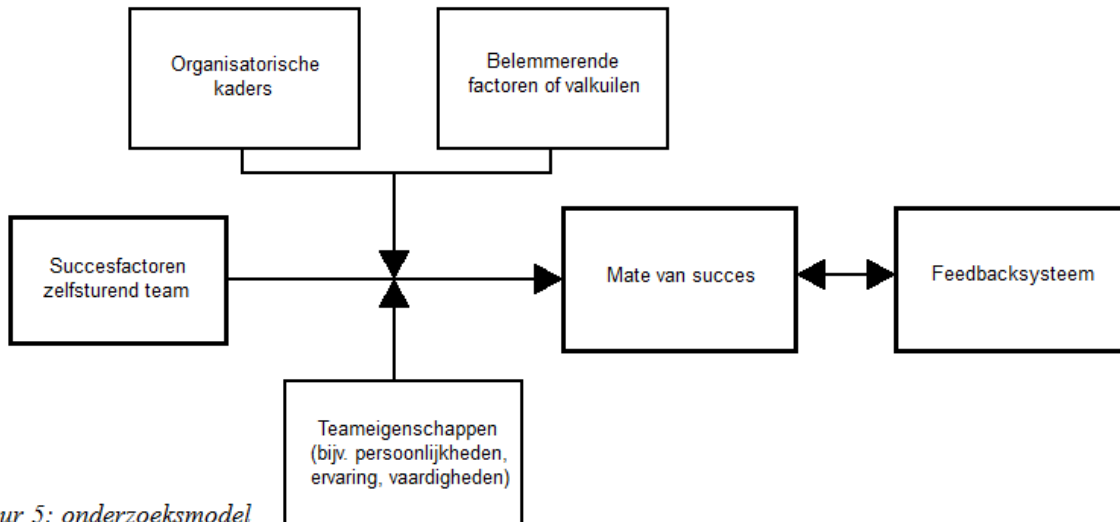 Organisatorische
kaders
Belemmerende
factoren of valkuilen
Succesfactoren
zelfsturend team
Mate van succes
Feedbacksysteem
Teameigenschappen
(bijv. persoonlijkheden,
ervaring, vaardigheden)
ur 5: onderzoeksmodel